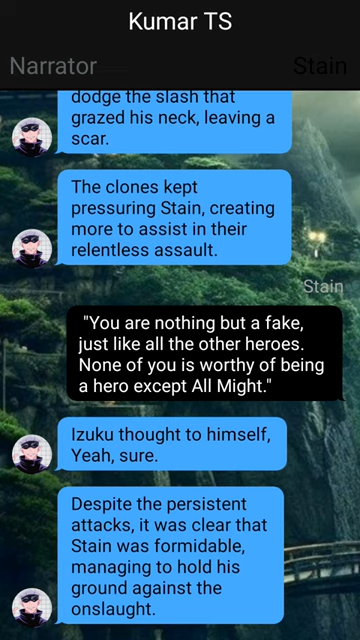 Kumar TS
Narrator
Stain
dodge the slash that
grazed his neck, leaving a
scar.
The clones kept
pressuring Stain, creating
more to assist in their
relentless assault.
Stain
"You are nothing but a fake,
just like all the other heroes.
None of you is worthy of being
a hero except All Might."
Izuku thought to himself,
Yeah, sure.
Despite the persistent
attacks, it was clear that
Stain was formidable,
managing to hold his
ground against the
onslaught.